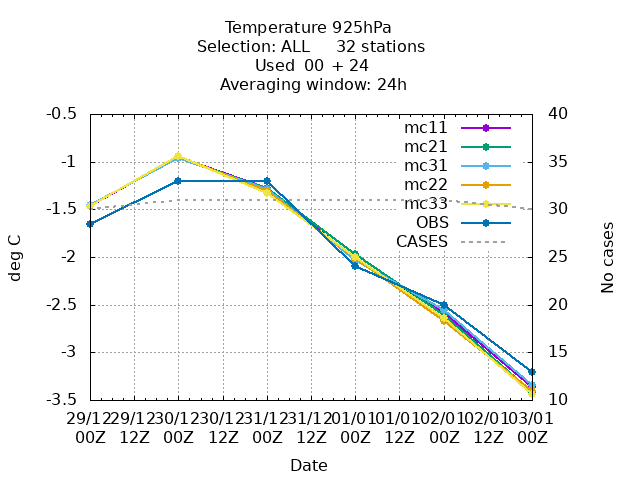 Temperature 925hPa
Selection: ALL 32 stations
Used 00 + 24
Averaging window: 24h
-0.5
-1
-1.5
-2
-2.5
-3
-3.5
deg C
40
35
30
25
20
15
10
No cases
mc11
mc21
mc31
mc22
mc33
OBS
CASES
29/12 29/12 30/12 30/12 31/12 31/12 01/01 01/01 02/01 02/01 03/01
00Z 12Z 00Z 12Z 00Z 12Z 00Z 12Z 00Z 12Z 00Z
Date